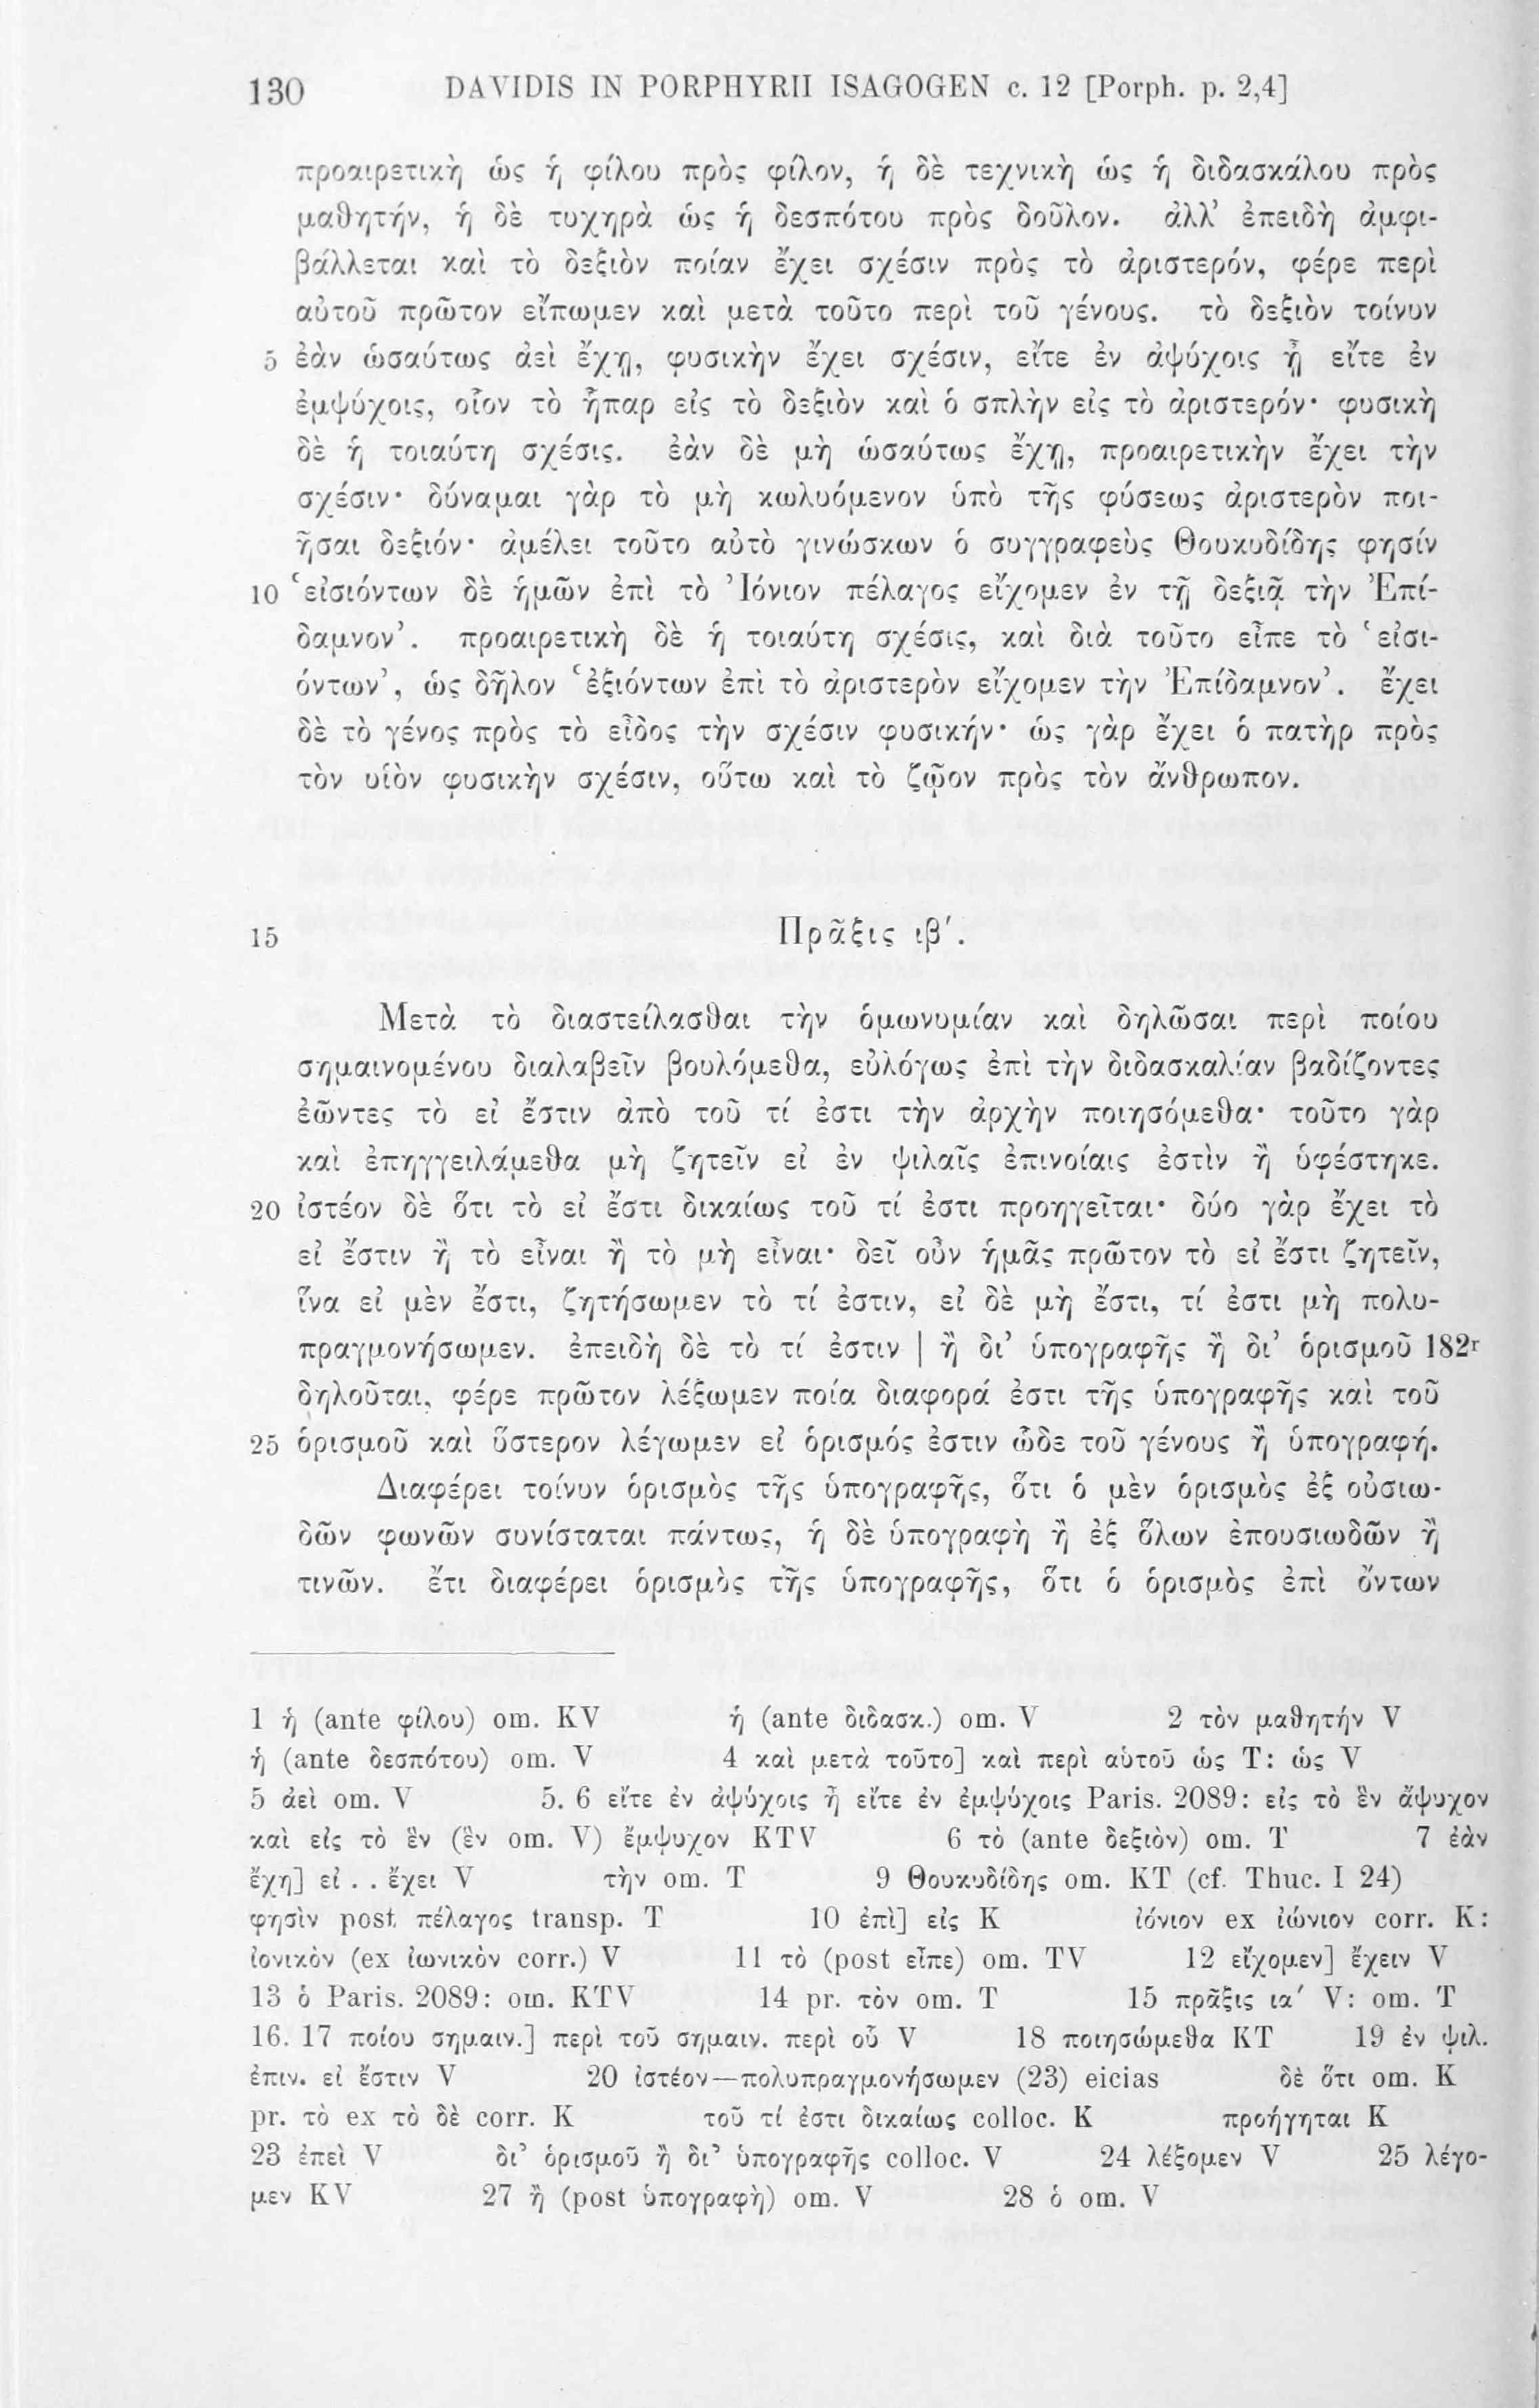 130 DAVIDIS IN PORPHYRII ISAGOGEN c. 12 [Porph. p. 2,4]
προαιρετικὴ ὡς ἡ φίλου πρὸς φίλον, ἡ δὲ τεχνικὴ ὡς ἡ διδασκάλου πρὸς
μαθητήν, ἡ δὲ τυχηρὰ ὡς ἡ δεσπότου πρὸς δοῦλον. ἀλλ’ ἐπειδὴ ἀμφι-
βάλλεται καὶ τὸ δεξιὸν ποίαν ἔχει σχέσιν πρὸς τὸ ἀριστερόν, φέρε περὶ
αὐτοῦ πρῶτον εἴπωμεν καὶ μετὰ τοῦτο περὶ τοῦ γένους. τὸ δεξιὸν τοίνυν
5 ἐὰν ὡσαύτως ἀεὶ ἔχῃ, φυσικὴν ἔχει σχέσιν, εἴτε ἐν ἀψύχοις ᾖ εἴτε ἐν
ἐμψύχοις, οἷον τὸ ἧπαρ εἰς τὸ δεξιὸν καὶ ὁ σπλὴν εἰς τὸ ἀριστερόν· φυσικὴ
δὲ ἡ τοιαύτη σχέσις. ἐὰν δὲ μὴ ὡσαύτως ἔχῃ, προαιρετικὴν ἔχει τὴν
σχέσιν· δύναμαι γὰρ τὸ μὴ κωλυόμενον ὑπὸ τῆς φύσεως ἀριστερὸν ποι-
ῆσαι δεξιόν· ἀμέλει τοῦτο αὐτὸ γινώσκων ὁ συγγραφεὺς Θουκυδίδης φησίν
10 ‘εἰσιόντων δὲ ἡμῶν ἐπὶ τὸ Ἰόνιον πέλαγος εἴχομεν ἐν τῇ δεξιᾷ τὴν Ἐπί-
δαμνον’. προαιρετικὴ δὲ ἡ τοιαύτη σχέσις, καὶ διὰ τοῦτο εἶπε τὸ ‘εἰσι-
όντων’, ὡς δῆλον ‘ἐξιόντων ἐπὶ τὸ ἀριστερὸν εἴχομεν τὴν Ἐπίδαμνον’. ἔχει
δὲ τὸ γένος πρὸς τὸ εἶδος τὴν σχέσιν φυσικήν· ὡς γὰρ ἔχει ὁ πατὴρ πρὸς
τὸν υἱὸν φυσικὴν σχέσιν, οὕτω καὶ τὸ ζῷον πρὸς τὸν ἄνθρωπον.
15 Πρᾶξις ιβʹ.
Μετὰ τὸ διαστείλασθαι τὴν ὁμωνυμίαν καὶ δηλῶσαι περὶ ποίου
σημαινομένου διαλαβεῖν βουλόμεθα, εὐλόγως ἐπὶ τὴν διδασκαλίαν βαδίζοντες
ἐῶντες τὸ εἰ ἔστιν ἀπὸ τοῦ τί ἐστι τὴν ἀρχὴν ποιησόμεθα· τοῦτο γὰρ
καὶ ἐπηγγειλάμεθα μὴ ζητεῖν εἰ ἐν ψιλαῖς ἐπινοίαις ἐστὶν ἢ ὑφέστηκε.
20 ἰστέον δὲ ὅτι τὸ εἰ ἔστι δικαίως τοῦ τί ἐστι προηγεῖται· δύο γὰρ ἔχει τὸ
εἰ ἔστιν ἢ τὸ εἶναι ἢ τὸ μὴ εἶναι· δεῖ οὖν ἡμᾶς πρῶτον τὸ εἰ ἔστι ζητεῖν,
ἵνα εἰ μὲν ἔστι, ζητήσωμεν τὸ τί ἐστιν, εἰ δὲ μὴ ἔστι, τί ἐστι μὴ πολυ-
πραγμονήσωμεν. ἐπειδὴ δὲ τὸ τί ἐστιν | ἢ δι’ ὑπογραφῆς ἢ δι’ ὁρισμοῦ 182r
δηλοῦται, φέρε πρῶτον λέξωμεν ποία διαφορά ἐστι τῆς ὑπογραφῆς καὶ τοῦ
25 ὁρισμοῦ καὶ ὕστερον λέγωμεν εἰ ὁρισμός ἐστιν ὧδε τοῦ γένους ἢ ὑπογραφή.
Διαφέρει τοίνυν ὁρισμὸς τῆς ὑπογραφῆς, ὅτι ὁ μὲν ὁρισμὸς ἐξ οὐσιω-
δῶν φωνῶν συνίσταται πάντως, ἡ δὲ ὑπογραφὴ ἢ ἐξ ὅλων ἐπουσιωδῶν ἢ
τινῶν. ἔτι διαφέρει ὁρισμὸς τῆς ὑπογραφῆς, ὅτι ὁ ὁρισμὸς ἐπὶ ὄντων
1 ἡ (ante φίλου) om. KV ἡ (ante διδασκ.) om. V 2 τὸν μαθητήν V
ἡ (ante δεσπότου) om. V 4 καὶ μετὰ τοῦτο] καὶ περὶ αὐτοῦ ὡς T: ὡς V
5 ἀεὶ om. V 5. 6 εἴτε ἐν ἀψύχοις ᾖ εἴτε ἐν ἐμψύχοις Paris. 2089: εἰς τὸ ἓν ἄψυχον
καὶ εἰς τὸ ἓν (ἓν om. V) ἔμψυχον KTV 6 τὸ (ante δεξιὸν) om. T 7 ἐὰν
ἔχῃ] εἰ . . ἔχει V τὴν om. T 9 Θουκυδίδης om. KT (cf. Thuc. I 24)
φησὶν post πέλαγος transp. T 10 ἐπὶ] εἰς K ἰόνιον ex ἰώνιον corr. K:
ἰονικὸν (ex ἰωνικὸν corr.) V 11 τὸ (post εἶπε) om. TV 12 εἴχομεν] ἔχειν V
13 ὁ Paris. 2089: om. KTV 14 pr. τὸν om. T 15 πρᾶξις ιαʹ V: om. T
16. 17 ποίου σημαιν.] περὶ τοῦ σημαιν. περὶ οὗ V 18 ποιησώμεθα KT 19 ἐν ψιλ.
ἐπιν. εἰ ἔστιν V 20 ἰστέον—πολυπραγμονήσωμεν (23) eicias δὲ ὅτι om. K
pr. τὸ ex τὸ δὲ corr. K τοῦ τί ἐστι δικαίως colloc. K προήγηται K
23 ἐπεὶ V δι’ ὁρισμοῦ ἢ δι’ ὑπογραφῆς colloc. V 24 λέξομεν V 25 λέγο-
μεν KV 27 ἢ (post ὑπογραφὴ) om. V 28 ὁ om. V